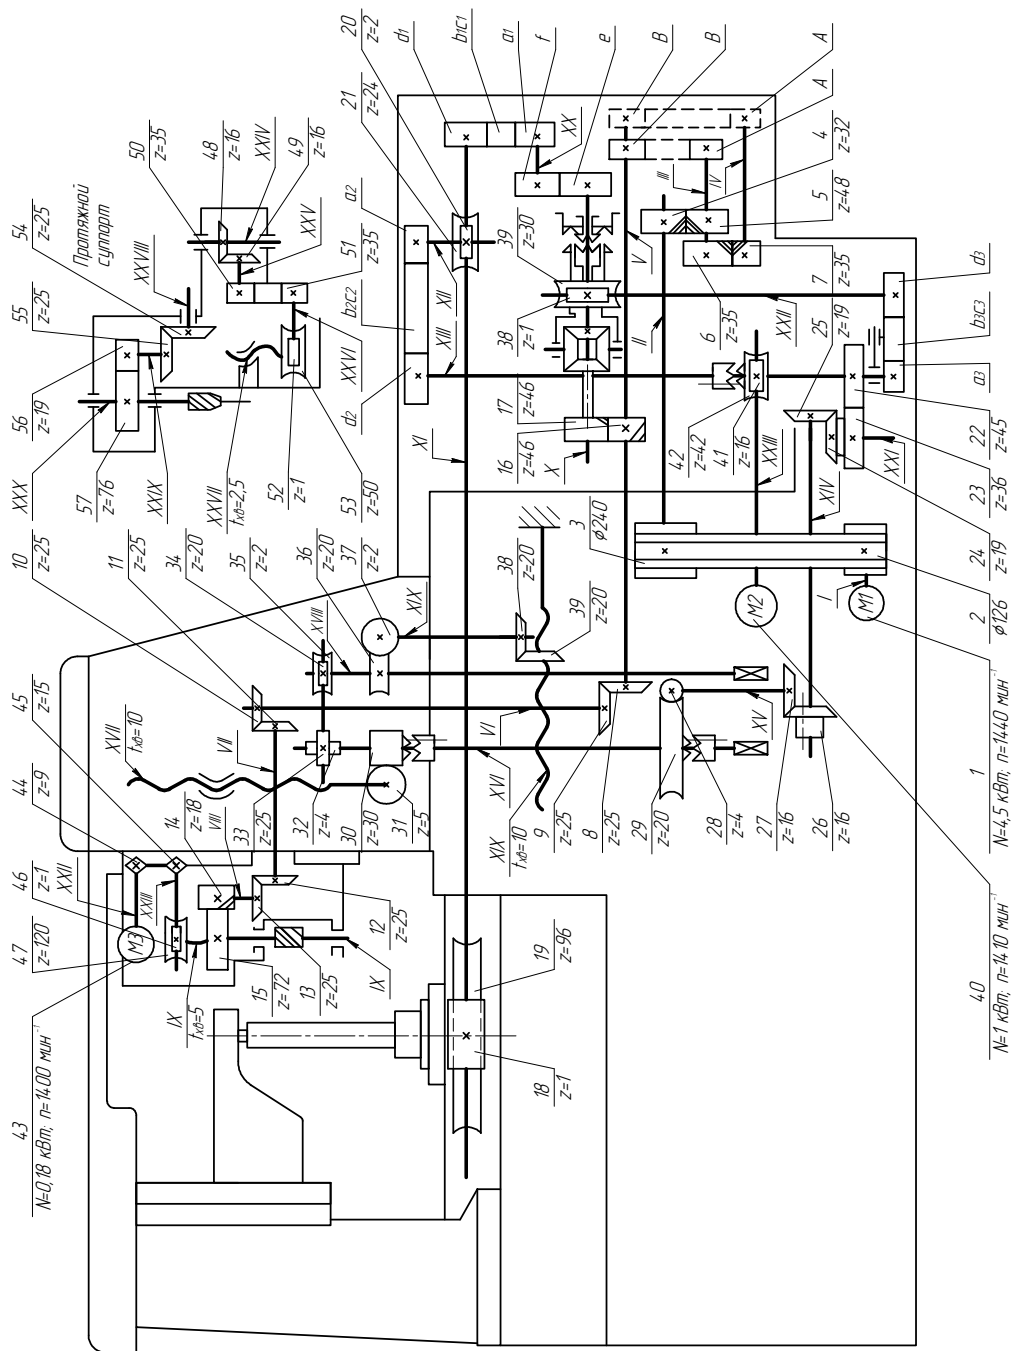 43
N=0,18 кВт; n=1400 мин⁻¹
47
z=120
46
z=1
44
z=9
45
z=15
10
z=25
XXX
56
z=19
55
z=25
54
z=25
XXII
57
z=76
Протяжной
суппорт
XVII
tхв=10
11
z=25
XXVIII
M3
XXIII
XXIX
50
z=35
IX
tхв=5
14
z=18
34
z=20
48
z=16
VIII
VII
XXVII
tхв=2,5
XXIV
15
z=72
33
z=25
35
z=2
52
z=1
49
z=16
13
z=25
32
z=4
XVIII
36
z=20
XXV
XXVI
51
z=35
IX
30
z=30
37
z=2
53
z=50
d2
b2c2
a2
21
z=24
20
z=2
12
z=25
31
z=5
XIX
XI
XIII
XII
d1
b1c1
a1
f
e
18
z=1
19
z=96
XIX
tхв=10
XVI
VI
38
z=20
16
z=46
17
z=46
X
38
z=1
39
z=30
XX
9
z=25
8
z=25
39
z=20
3
⌀240
II
V
III
IV
B
B
A
A
29
z=20
28
z=4
27
z=16
26
z=16
XV
M2
M1
I
XIV
42
z=42
41
z=16
XXIII
6
z=35
XXII
25
z=19
7
z=35
5
z=48
4
z=32
XXI
40
N=1 кВт; n=1410 мин⁻¹
1
N=4,5 кВт; n=1440 мин⁻¹
2
⌀126
24
z=19
23
z=36
22
z=45
a3
b3c3
d3